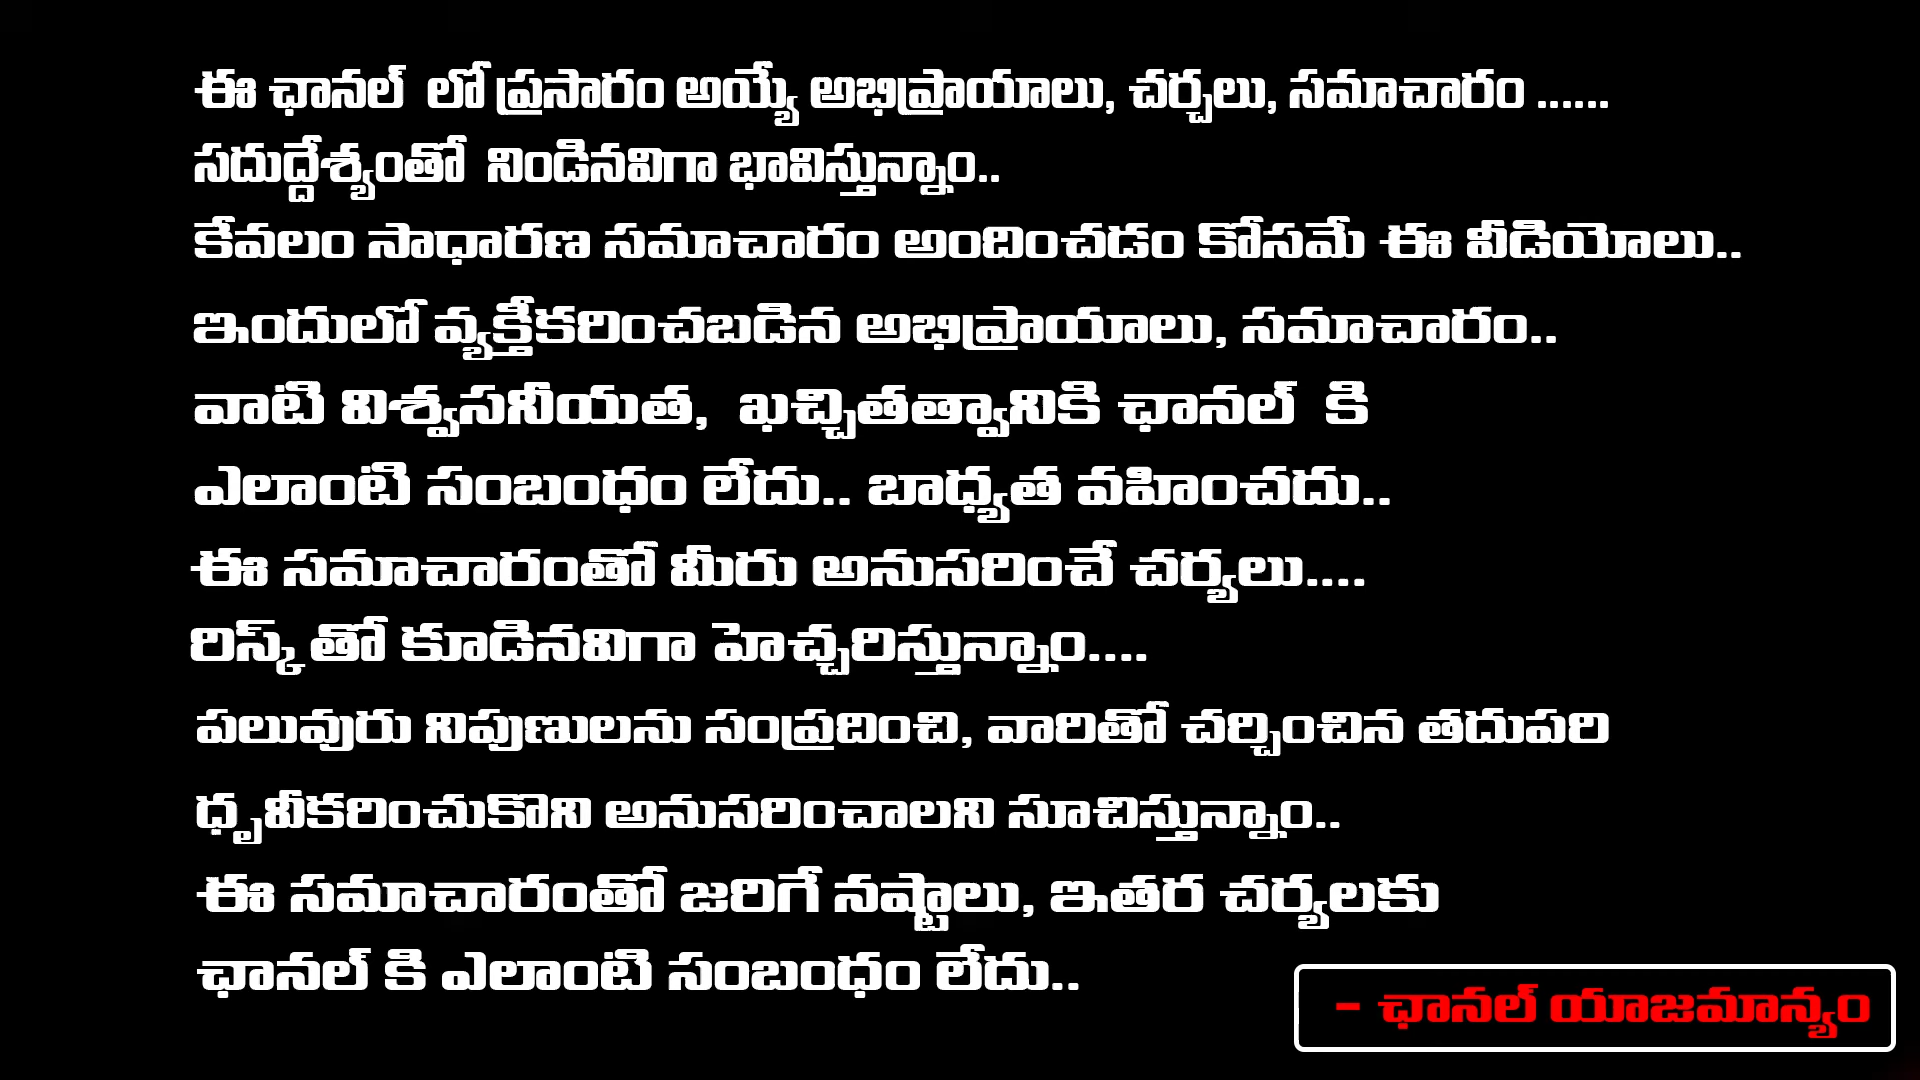 ఈ ఛానల్ లో ప్రసారం అయ్యే అభిప్రాయాలు, చర్చలు, సమాచారం ......
సదుద్దేశ్యంతో నిండినవిగా భావిస్తున్నాం..
కేవలం సాధారణ సమాచారం అందించడం కోసమే ఈ వీడియోలు..
ఇందులో వ్యక్తీకరించబడిన అభిప్రాయాలు, సమాచారం..
వాటి విశ్వసనీయత, ఖచ్చితత్వానికి ఛానల్ కి
ఎలాంటి సంబంధం లేదు.. బాధ్యత వహించదు..
ఈ సమాచారంతో మీరు అనుసరించే చర్యలు....
రిస్క్ తో కూడినవిగా హెచ్చరిస్తున్నాం....
పలువురు నిపుణులను సంప్రదించి, వారితో చర్చించిన తదుపరి
ధృవీకరించుకొని అనుసరించాలని సూచిస్తున్నాం..
ఈ సమాచారంతో జరిగే నష్టాలు, ఇతర చర్యలకు
ఛానల్ కి ఎలాంటి సంబంధం లేదు..
- ఛానల్ యాజమాన్యం